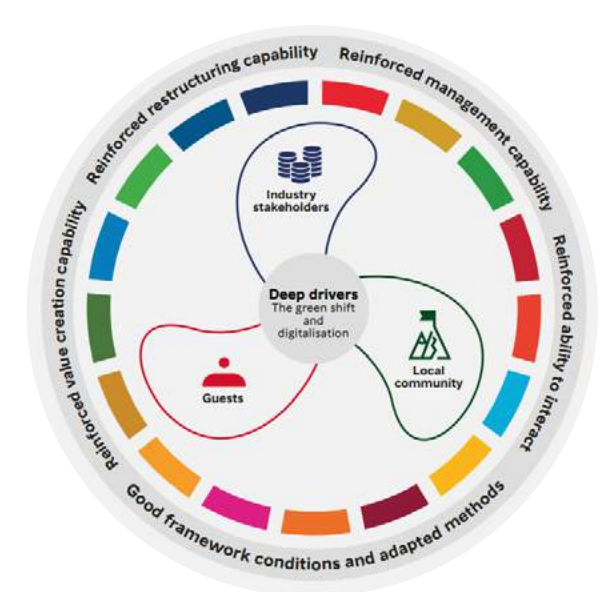 Reinforced restructuring capability
Reinforced management capability
Reinforced ability to interact
Good framework conditions and adapted methods
Reinforced value creation capability
Industry
stakeholders
Deep drivers
The green shift
and
digitalisation
Local
community
Guests